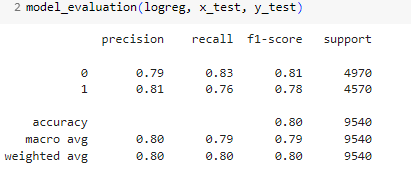 2 model_evaluation(logreg, x_test, y_test)
precision recall f1-score support
0 0.79 0.83 0.81 4970
1 0.81 0.76 0.78 4570
accuracy 0.80 9540
macro avg 0.80 0.79 0.79 9540
weighted avg 0.80 0.80 0.80 9540